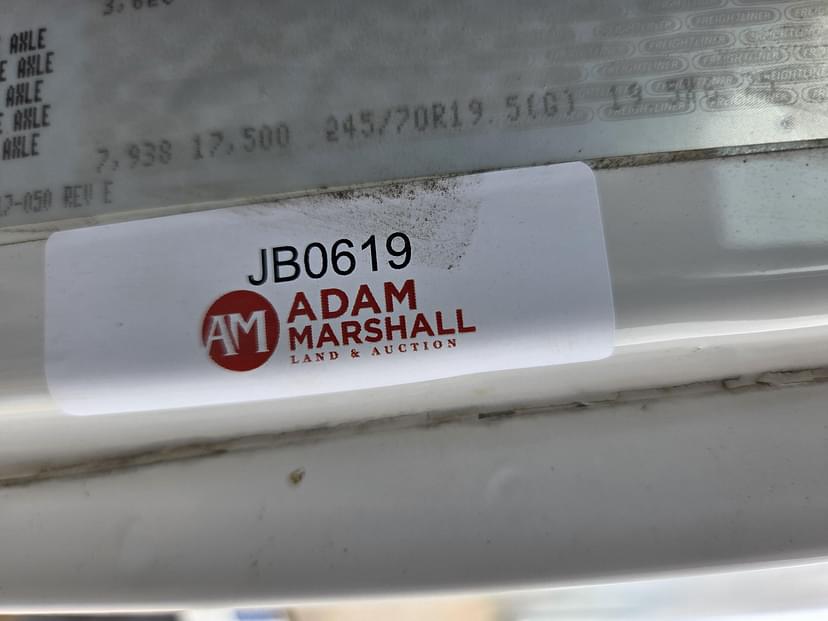 AXLE
AXLE
AXLE
AXLE
AXLE
7,938 17,500 245/70R19.5(G)
REV E
FREIGHTLINER
JB0619
AM
ADAM
MARSHALL
LAND & AUCTION